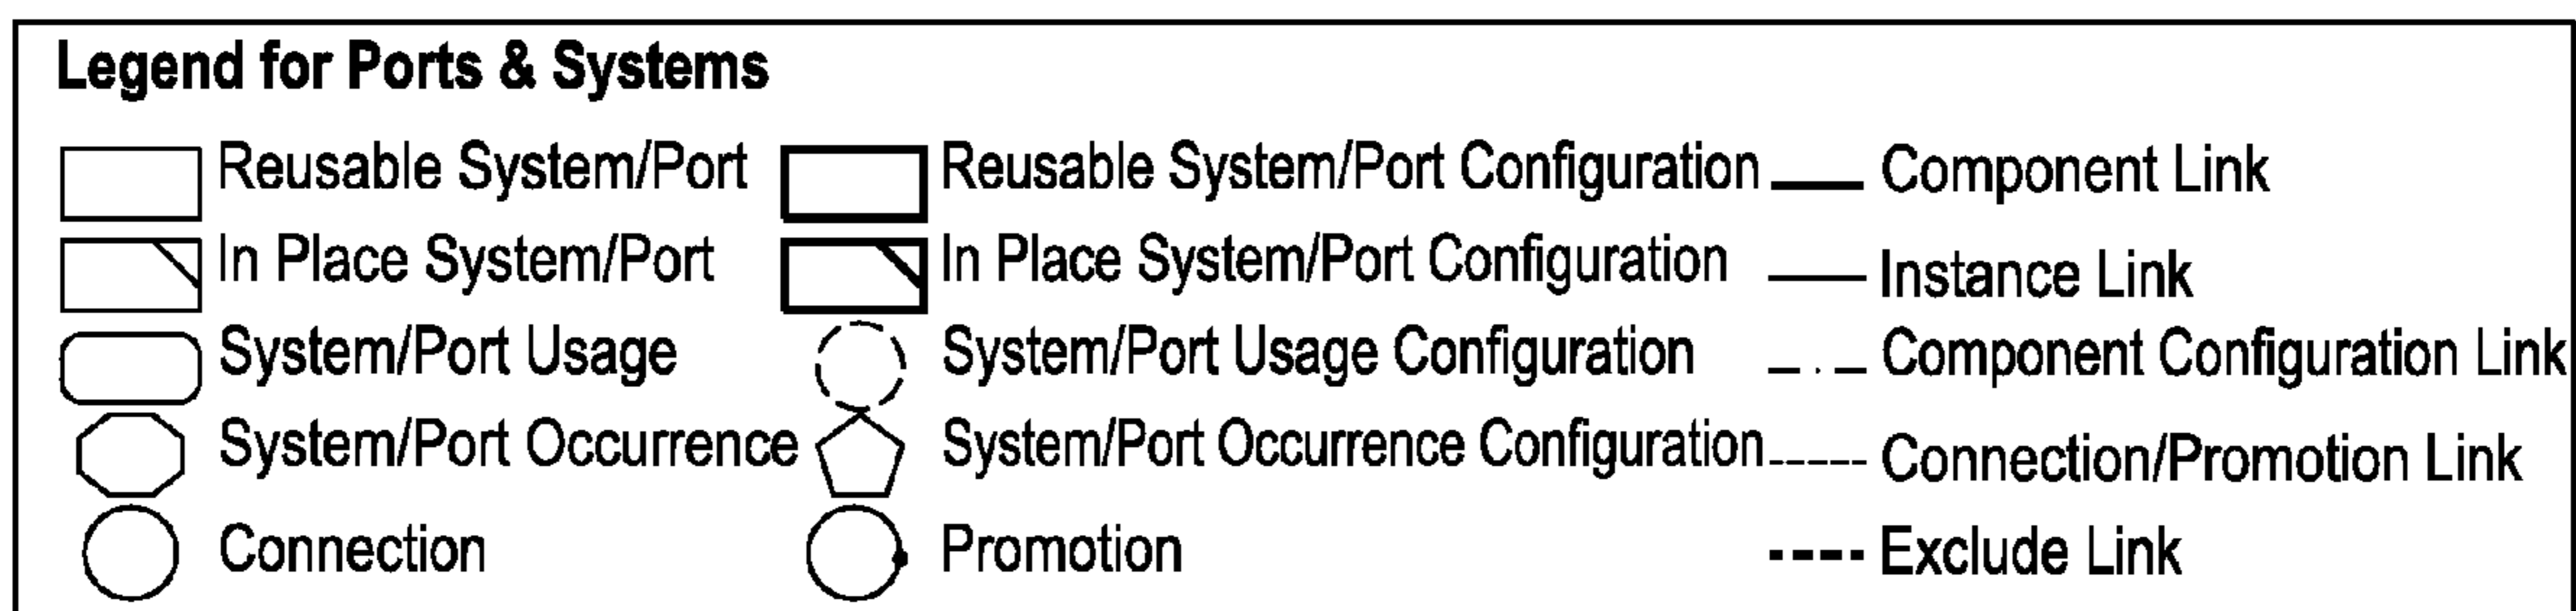 Legend for Ports & Systems
Reusable System/Port Reusable System/Port Configuration Component Link
In Place System/Port In Place System/Port Configuration Instance Link
System/Port Usage System/Port Usage Configuration Component Configuration Link
System/Port Occurrence System/Port Occurrence Configuration Connection/Promotion Link
Connection Promotion Exclude Link